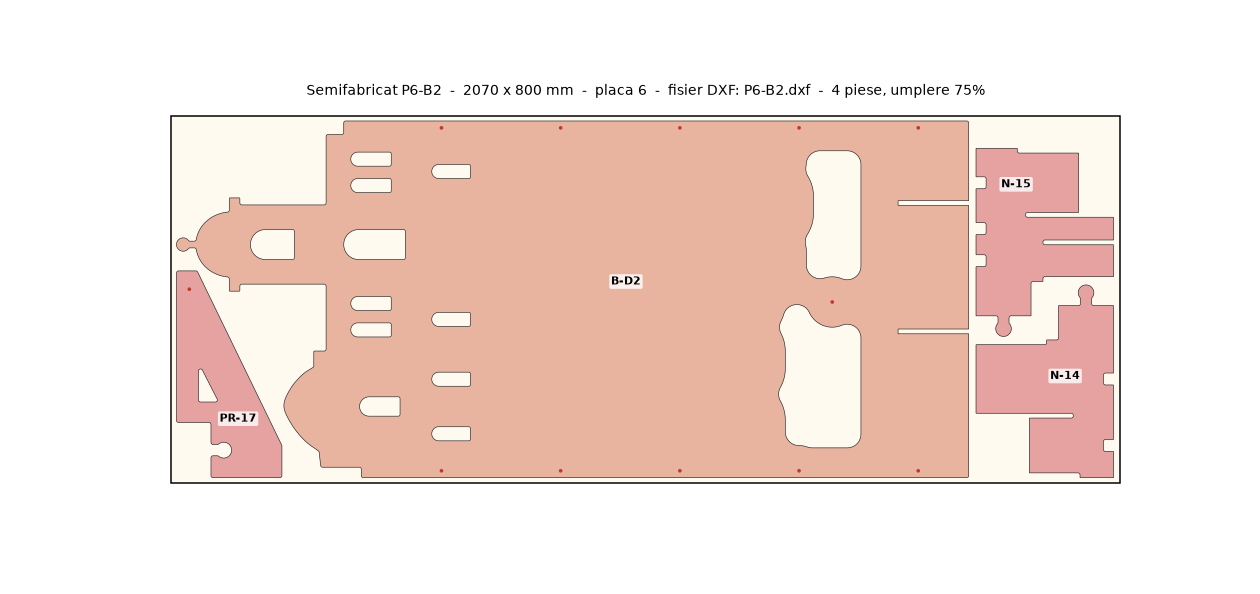 Semifabricat P6-B2 - 2070 x 800 mm - placa 6 - fisier DXF: P6-B2.dxf - 4 piese, umplere 75%
N-15
B-D2
N-14
PR-17